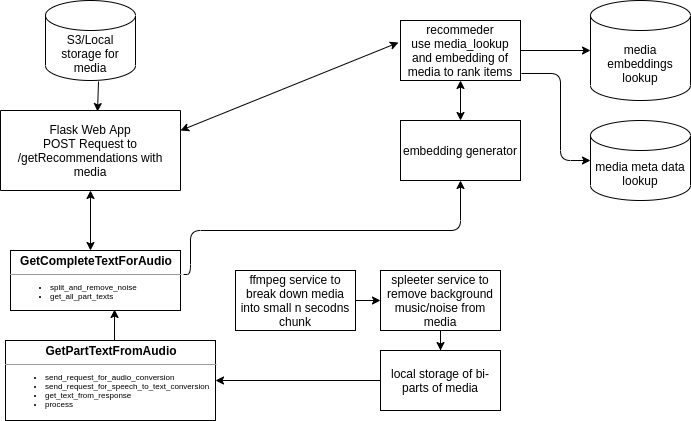 S3/Local
storage for
media
recommeder
use media_lookup
and embedding of
media to rank items
media
embeddings
lookup
Flask Web App
POST Request to
/getRecommendations with
media
embedding generator
media meta data
lookup
GetCompleteTextForAudio
• split_and_remove_noise
• get_all_part_texts
ffmpeg service to
break down media
into small n secodns
chunk
spleeter service to
remove background
music/noise from
media
GetPartTextFromAudio
• send_request_for_audio_conversion
• send_request_for_speech_to_text_conversion
• get_text_from_response
• process
local storage of bi-
parts of media